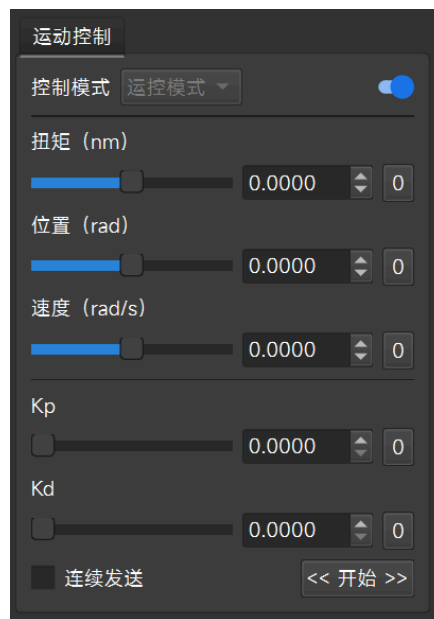 运动控制
控制模式 运控模式
扭矩（nm）
0.0000 0
位置（rad）
0.0000 0
速度（rad/s）
0.0000 0
Kp
0.0000 0
Kd
0.0000 0
连续发送 << 开始 >>